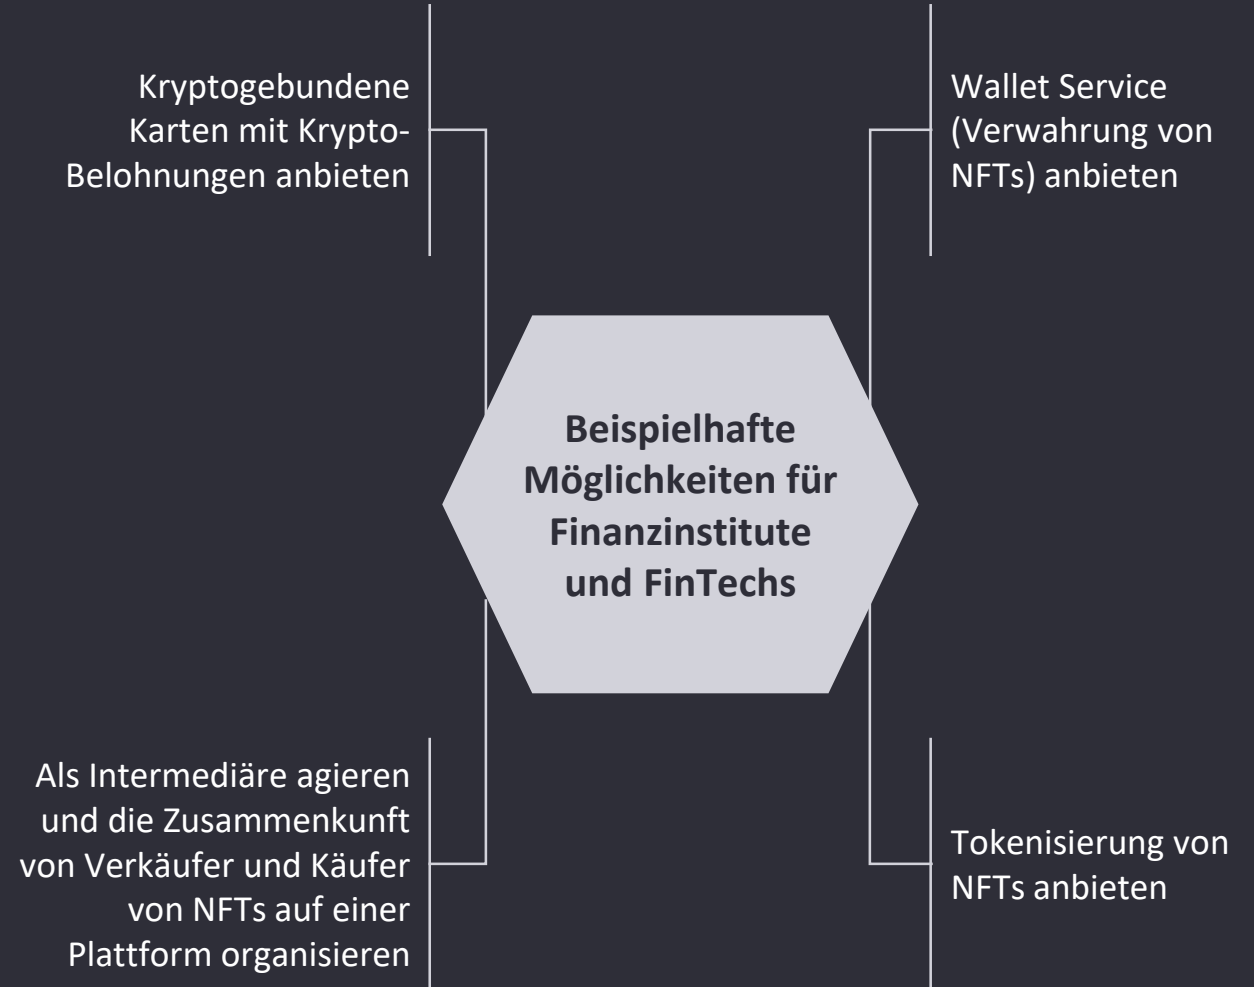 Kryptogebundene
Karten mit Krypto-
Belohnungen anbieten
Wallet Service
(Verwahrung von
NFTs) anbieten
Beispielhafte
Möglichkeiten für
Finanzinstitute
und FinTechs
Als Intermediäre agieren
und die Zusammenkunft
von Verkäufer und Käufer
von NFTs auf einer
Plattform organisieren
Tokenisierung von
NFTs anbieten